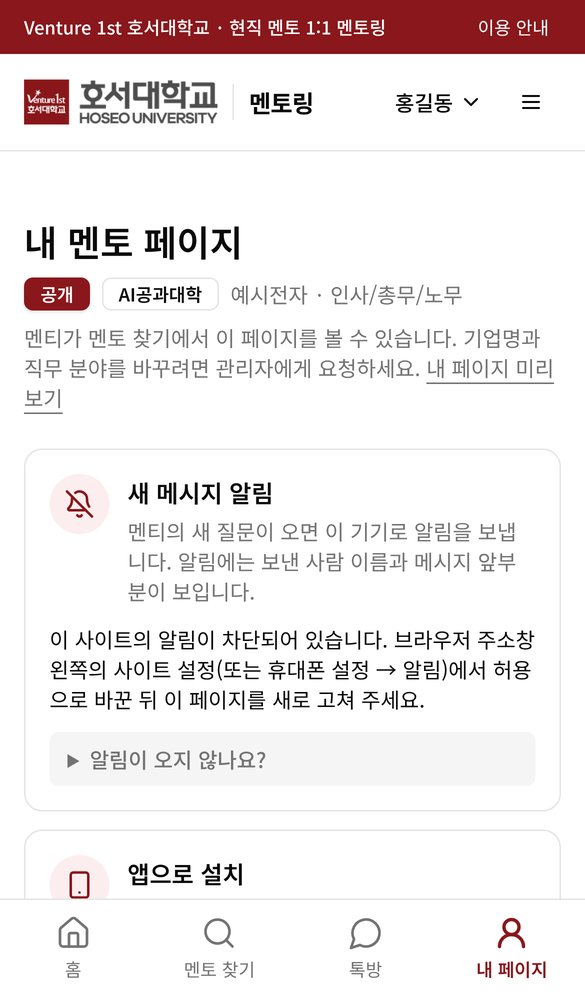 Venture 1st 호서대학교 · 현직 멘토 1:1 멘토링
이용 안내
Venture 1st
호서대학교
호서대학교
HOSEO UNIVERSITY
멘토링
홍길동
내 멘토 페이지
공개
AI공과대학
예시전자 · 인사/총무/노무
멘티가 멘토 찾기에서 이 페이지를 볼 수 있습니다. 기업명과
직무 분야를 바꾸려면 관리자에게 요청하세요. 내 페이지 미리
보기
새 메시지 알림
멘티의 새 질문이 오면 이 기기로 알림을 보냅
니다. 알림에는 보낸 사람 이름과 메시지 앞부
분이 보입니다.
이 사이트의 알림이 차단되어 있습니다. 브라우저 주소창
왼쪽의 사이트 설정(또는 휴대폰 설정 → 알림)에서 허용
으로 바꾼 뒤 이 페이지를 새로 고쳐 주세요.
▶ 알림이 오지 않나요?
앱으로 설치
홈
멘토 찾기
톡방
내 페이지